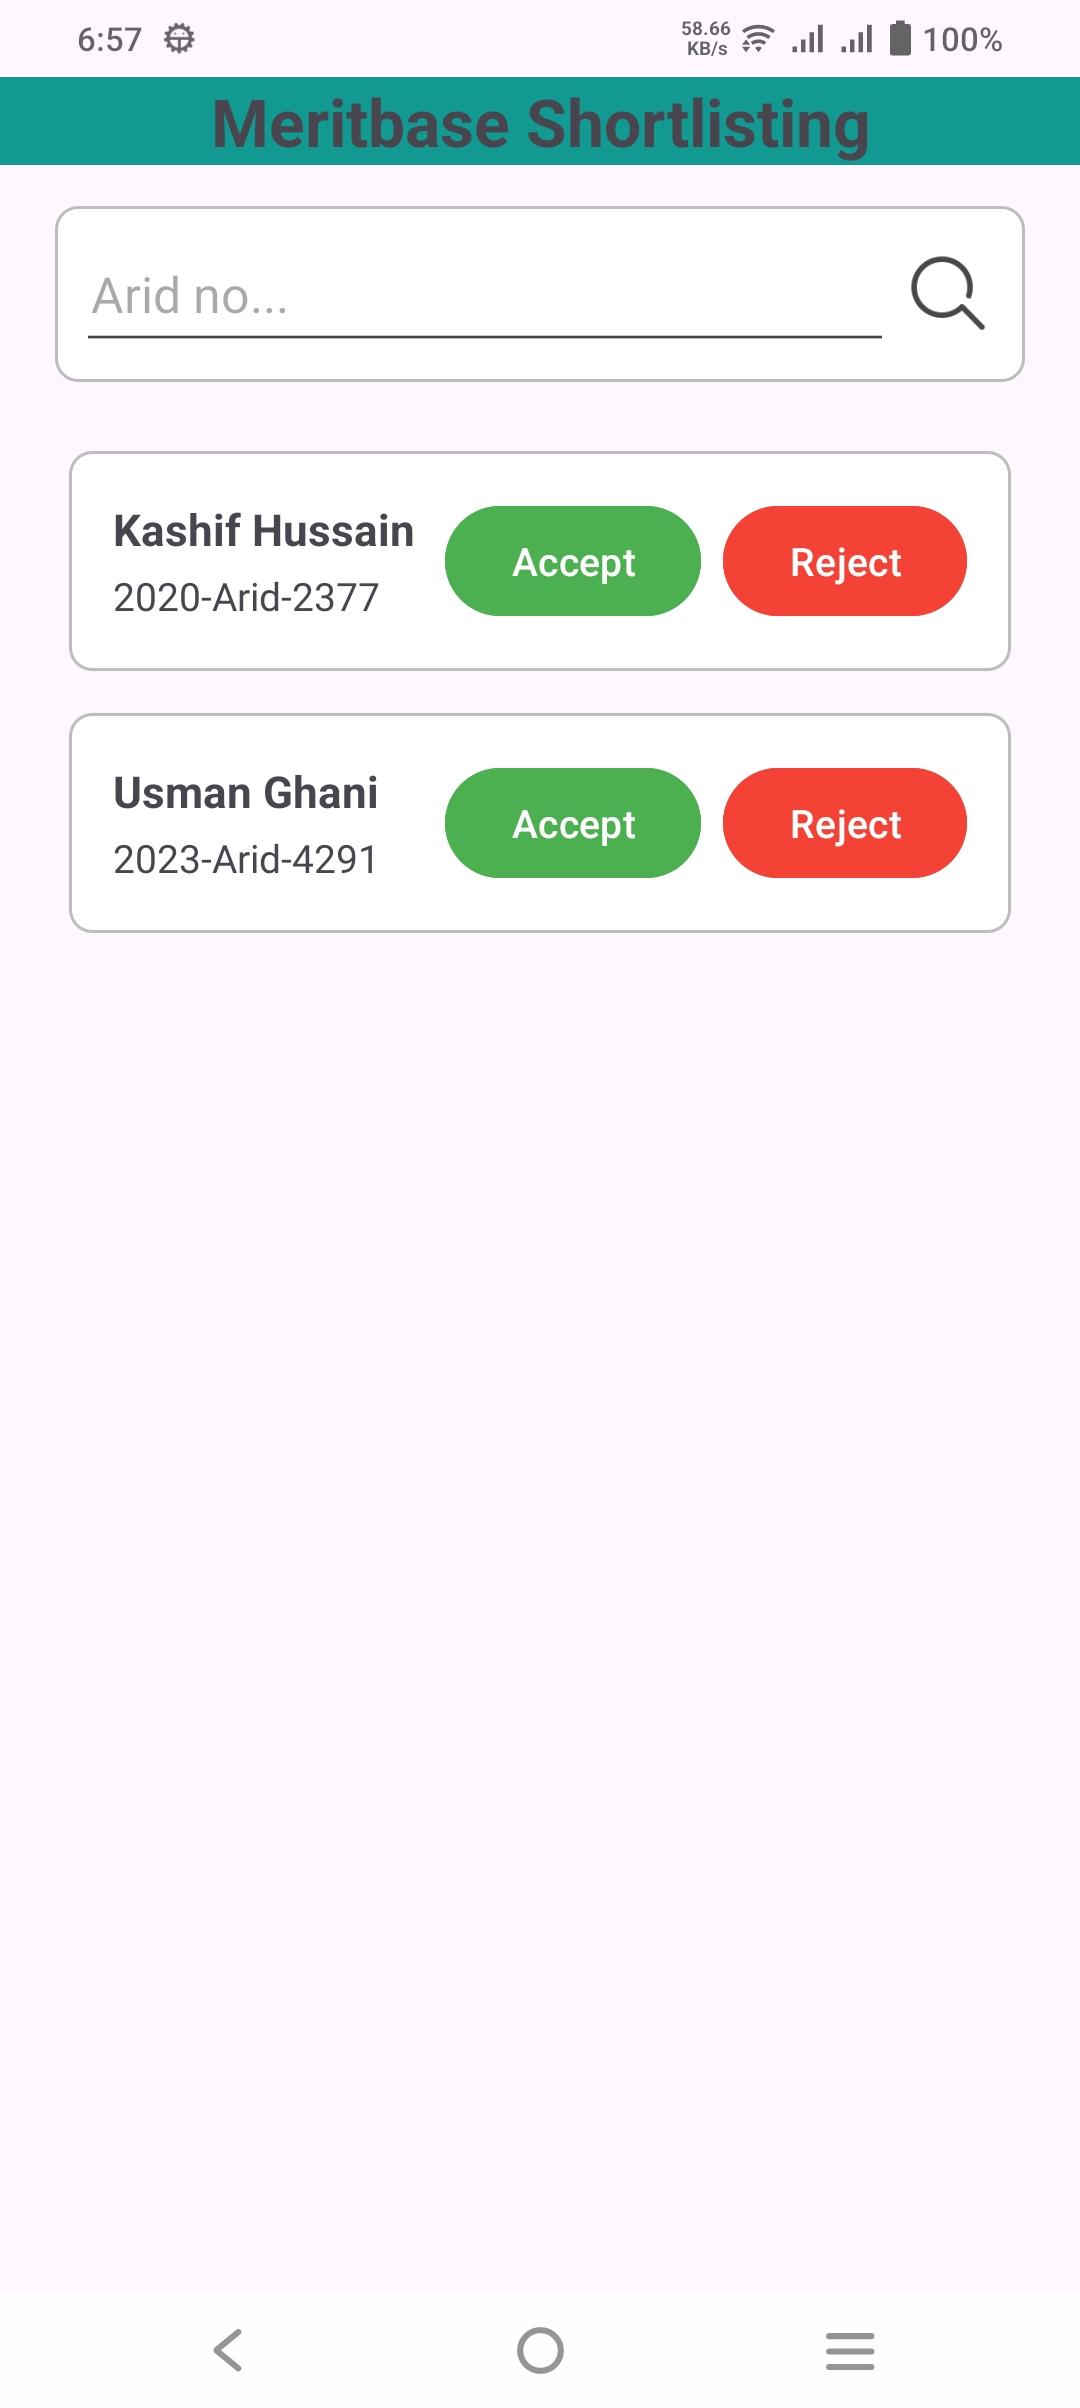 6:57 58.66 KB/s 100%
Meritbase Shortlisting
Arid no...
Kashif Hussain
2020-Arid-2377
Accept
Reject
Usman Ghani
2023-Arid-4291
Accept
Reject